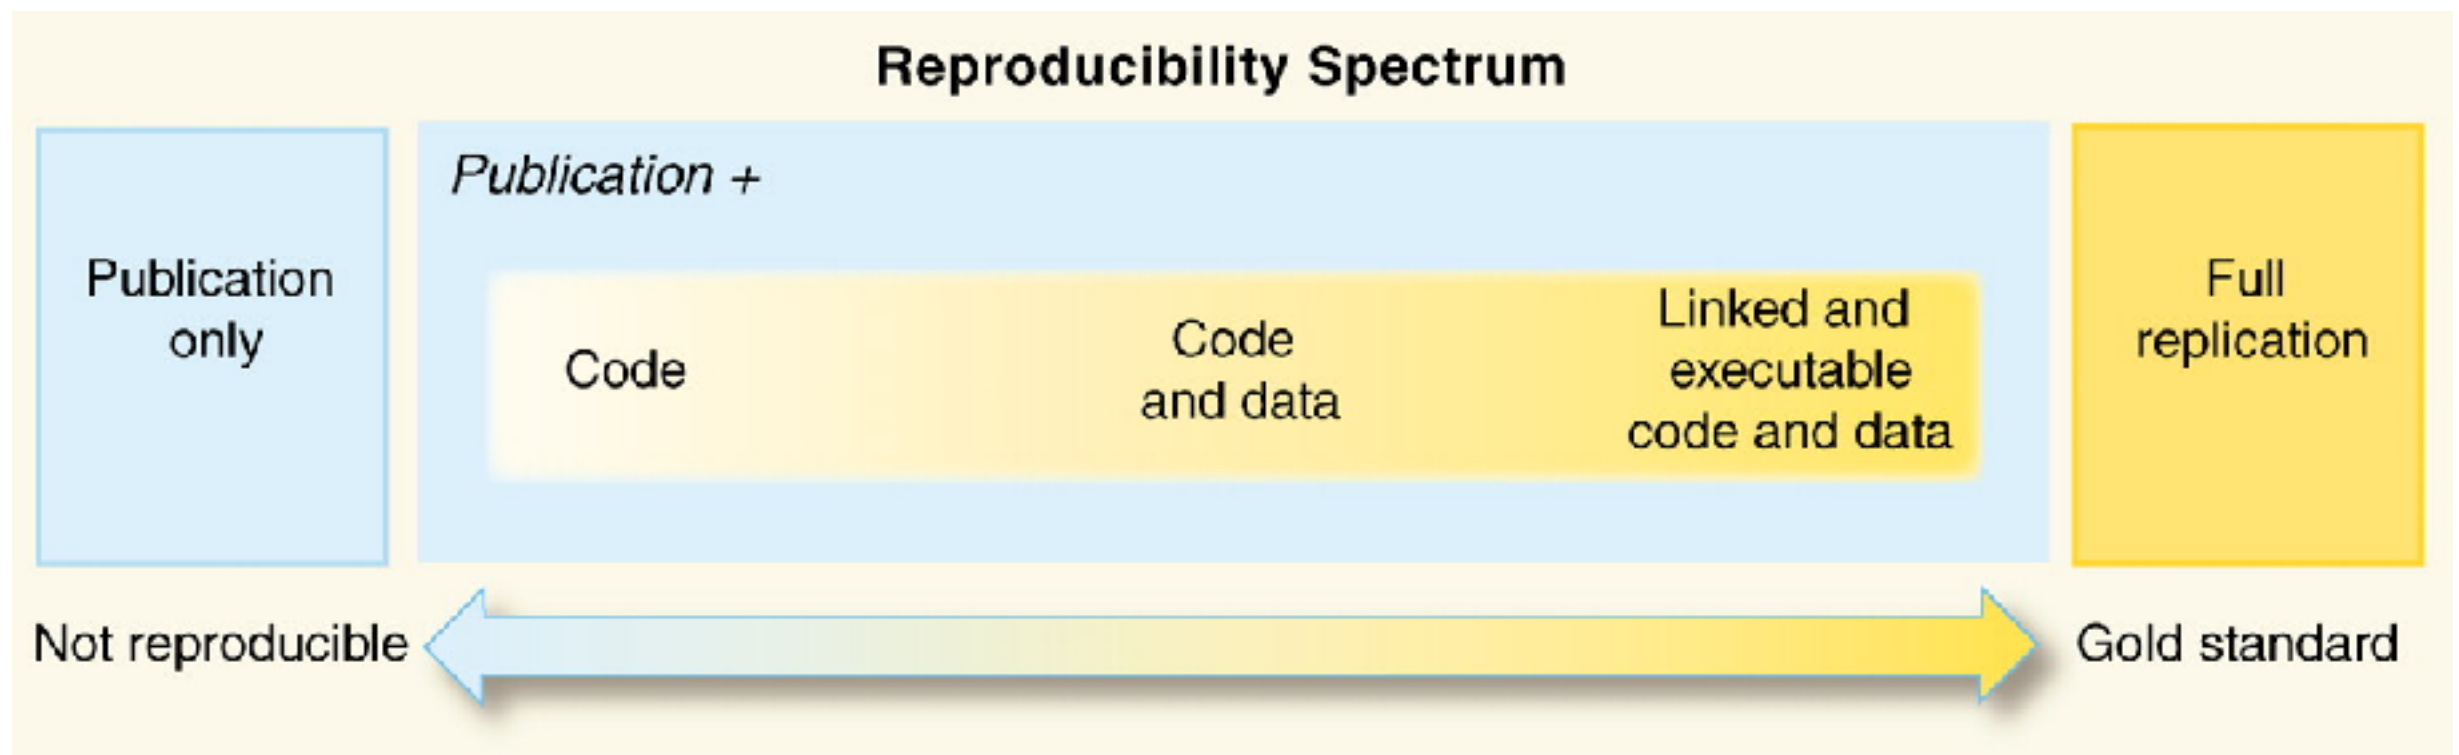 Reproducibility Spectrum
Publication
only
Publication +
Code
Code
and data
Linked and
executable
code and data
Full
replication
Not reproducible
Gold standard